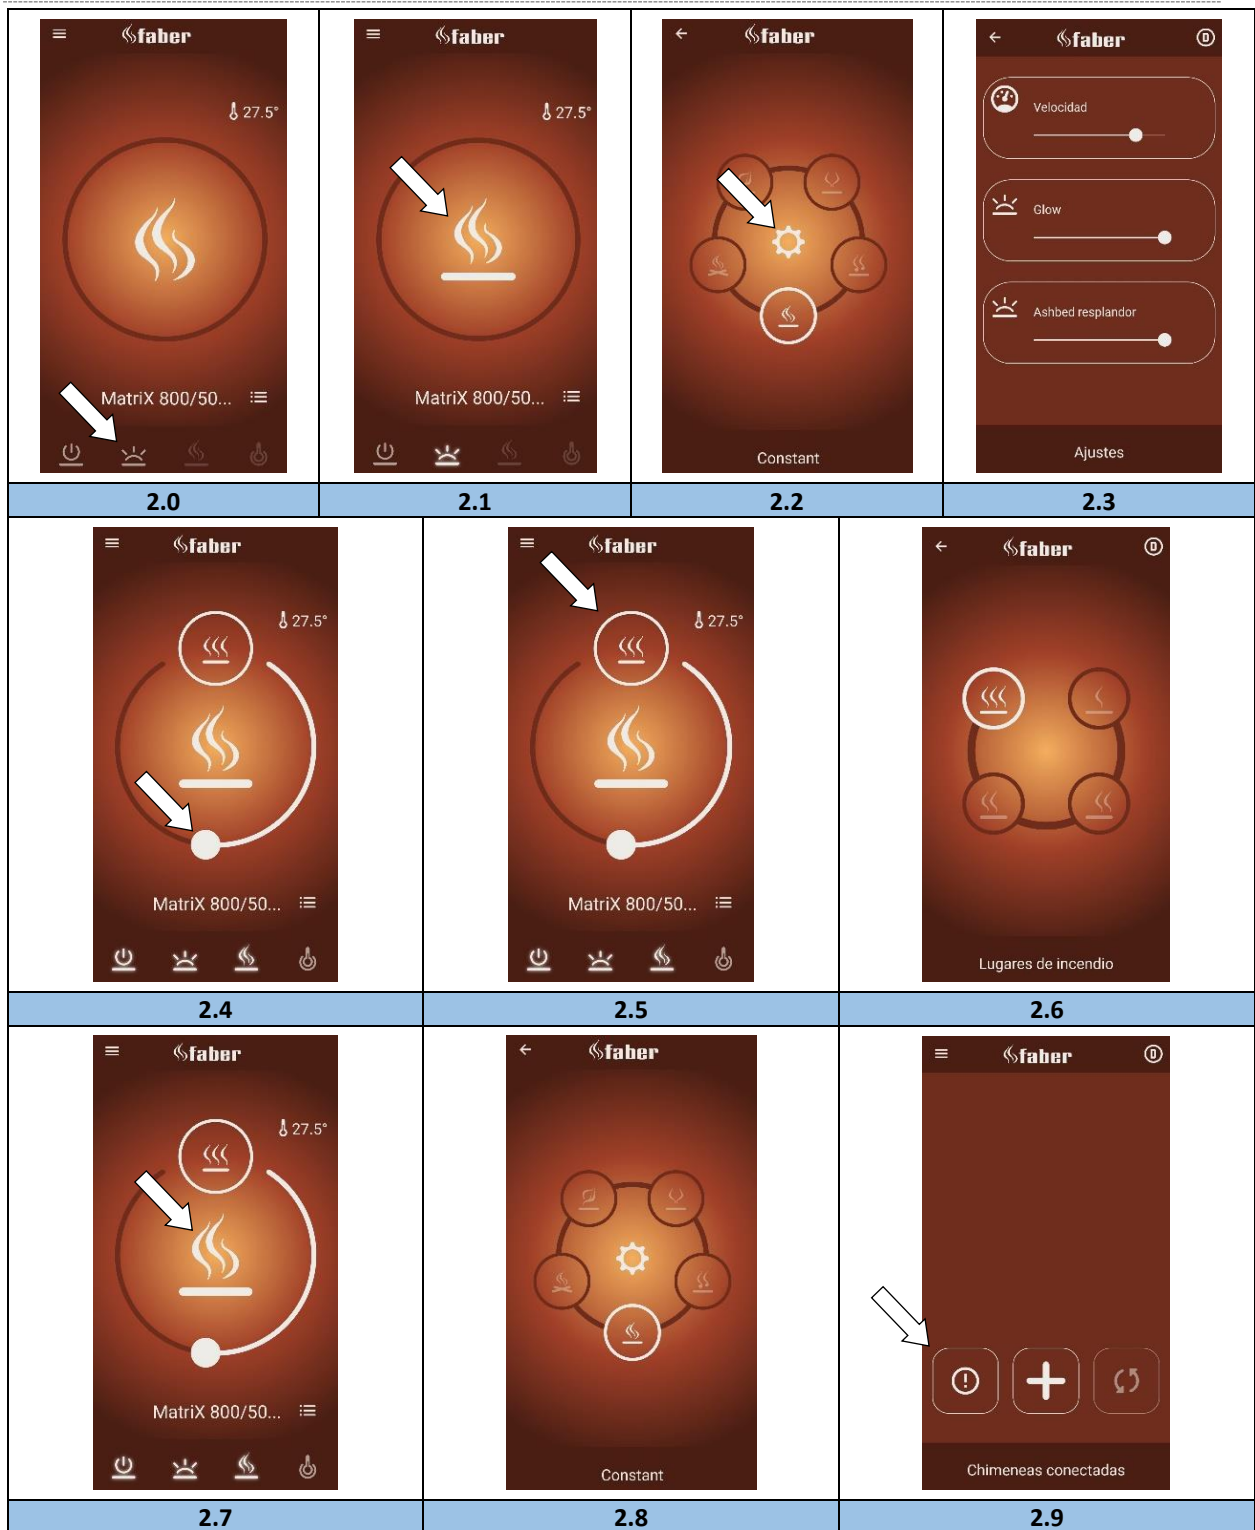 faber
faber
faber
faber
27.5°
27.5°
Velocidad
Glow
Ashbed resplandor
MatriX 800/50...
MatriX 800/50...
Constant
Ajustes
2.0
2.1
2.2
2.3
faber
faber
faber
27.5°
27.5°
MatriX 800/50...
MatriX 800/50...
Lugares de incendio
2.4
2.5
2.6
faber
faber
faber
27.5°
MatriX 800/50...
Constant
Chimeneas conectadas
2.7
2.8
2.9